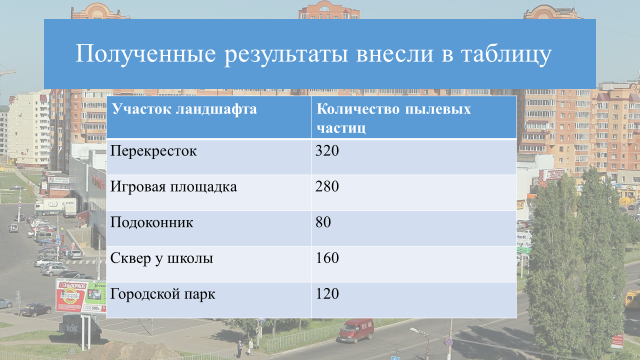 Полученные результаты внесли в таблицу
Участок ландшафта
Количество пылевых
частиц
Перекресток
320
Игровая площадка
280
Подоконник
80
Сквер у школы
160
Городской парк
120